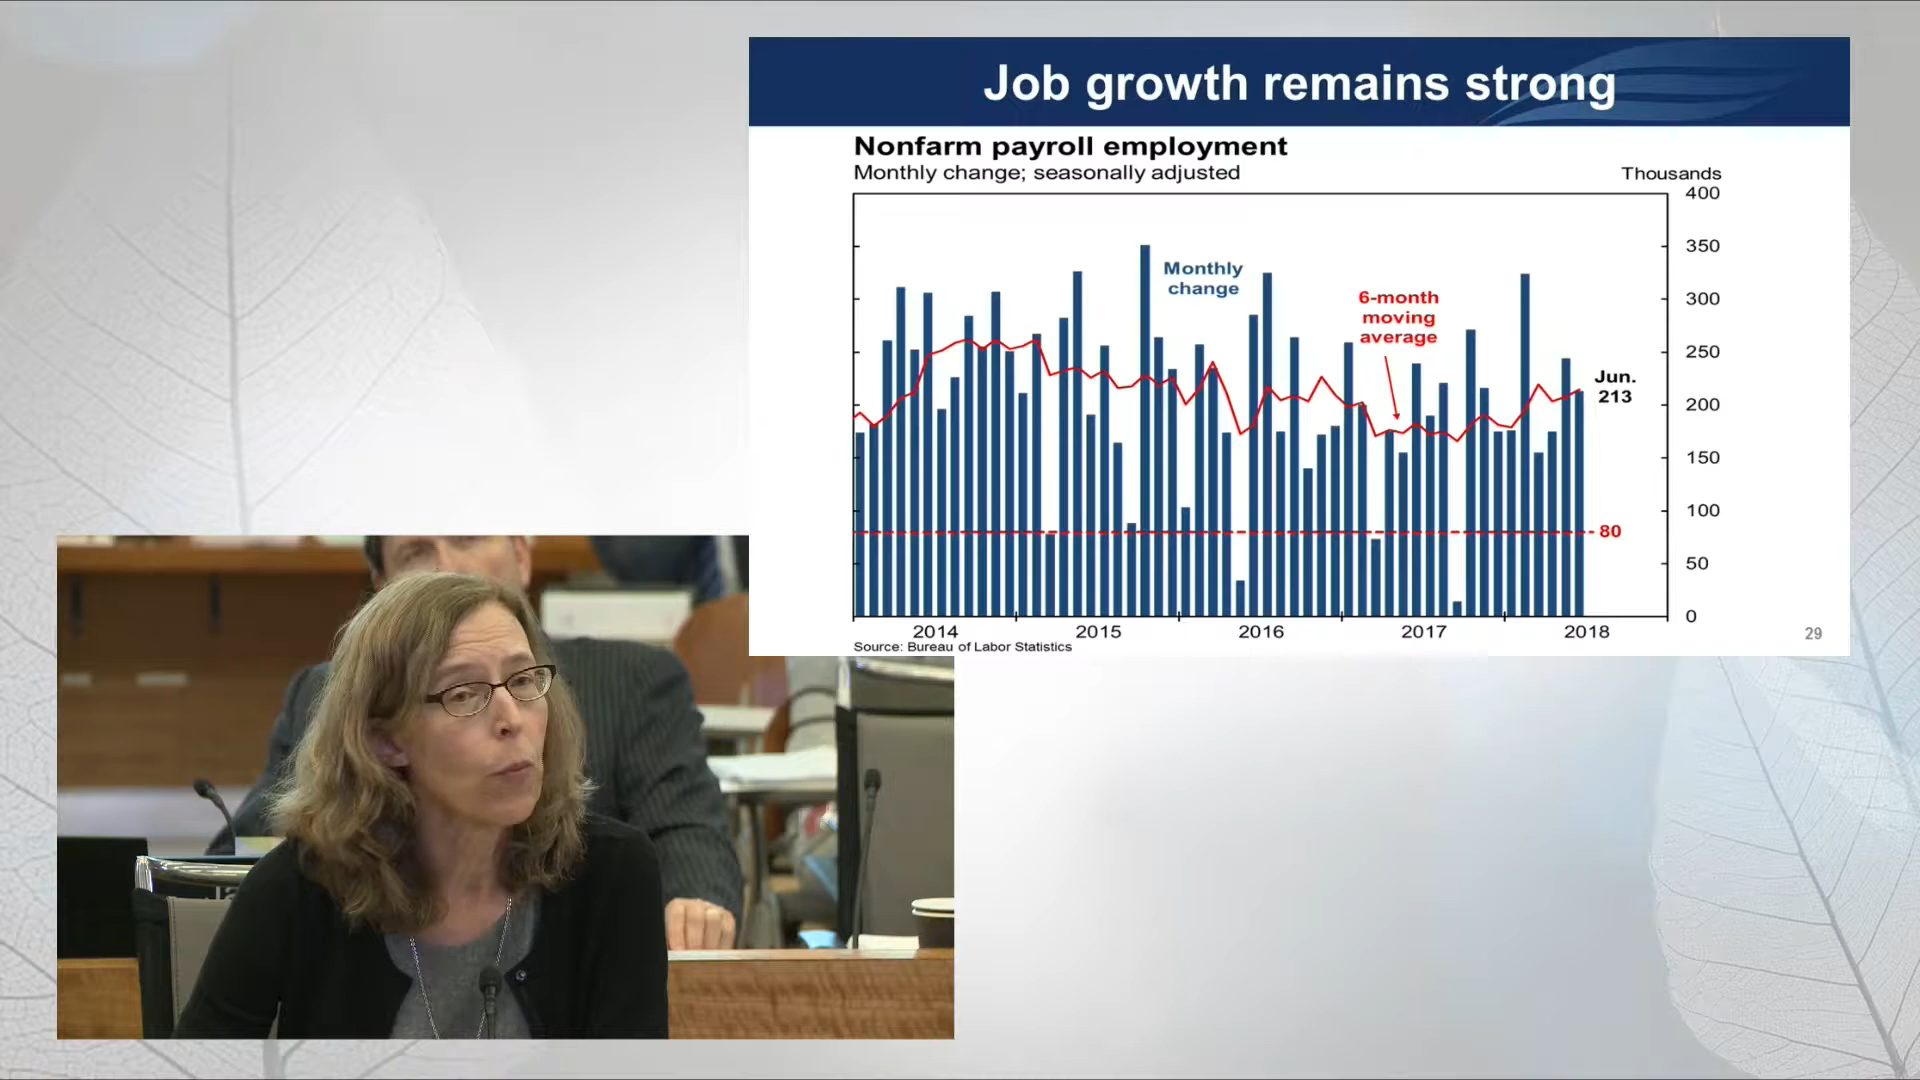 Job growth remains strong
Nonfarm payroll employment
Monthly change; seasonally adjusted
Thousands
400
350
300
250
200
150
100
50
0
Monthly
change
6-month
moving
average
Jun.
213
80
2014 2015 2016 2017 2018
Source: Bureau of Labor Statistics
29